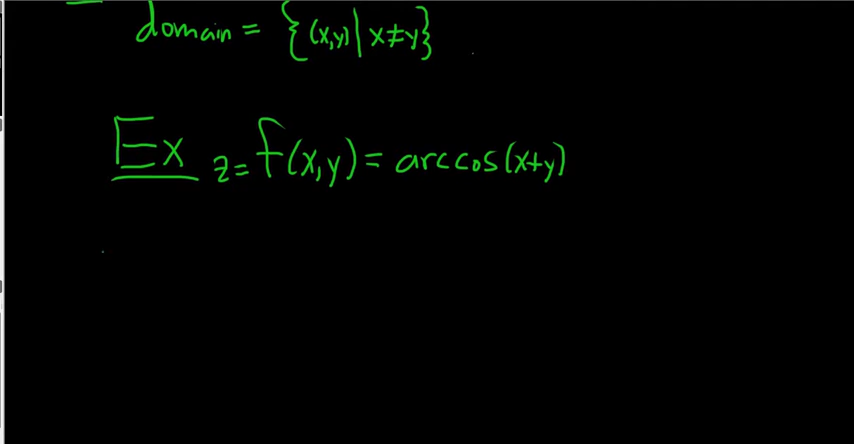 domain = {(x,y)|x≠y}
Ex z=f(x,y)=arccos(x+y)